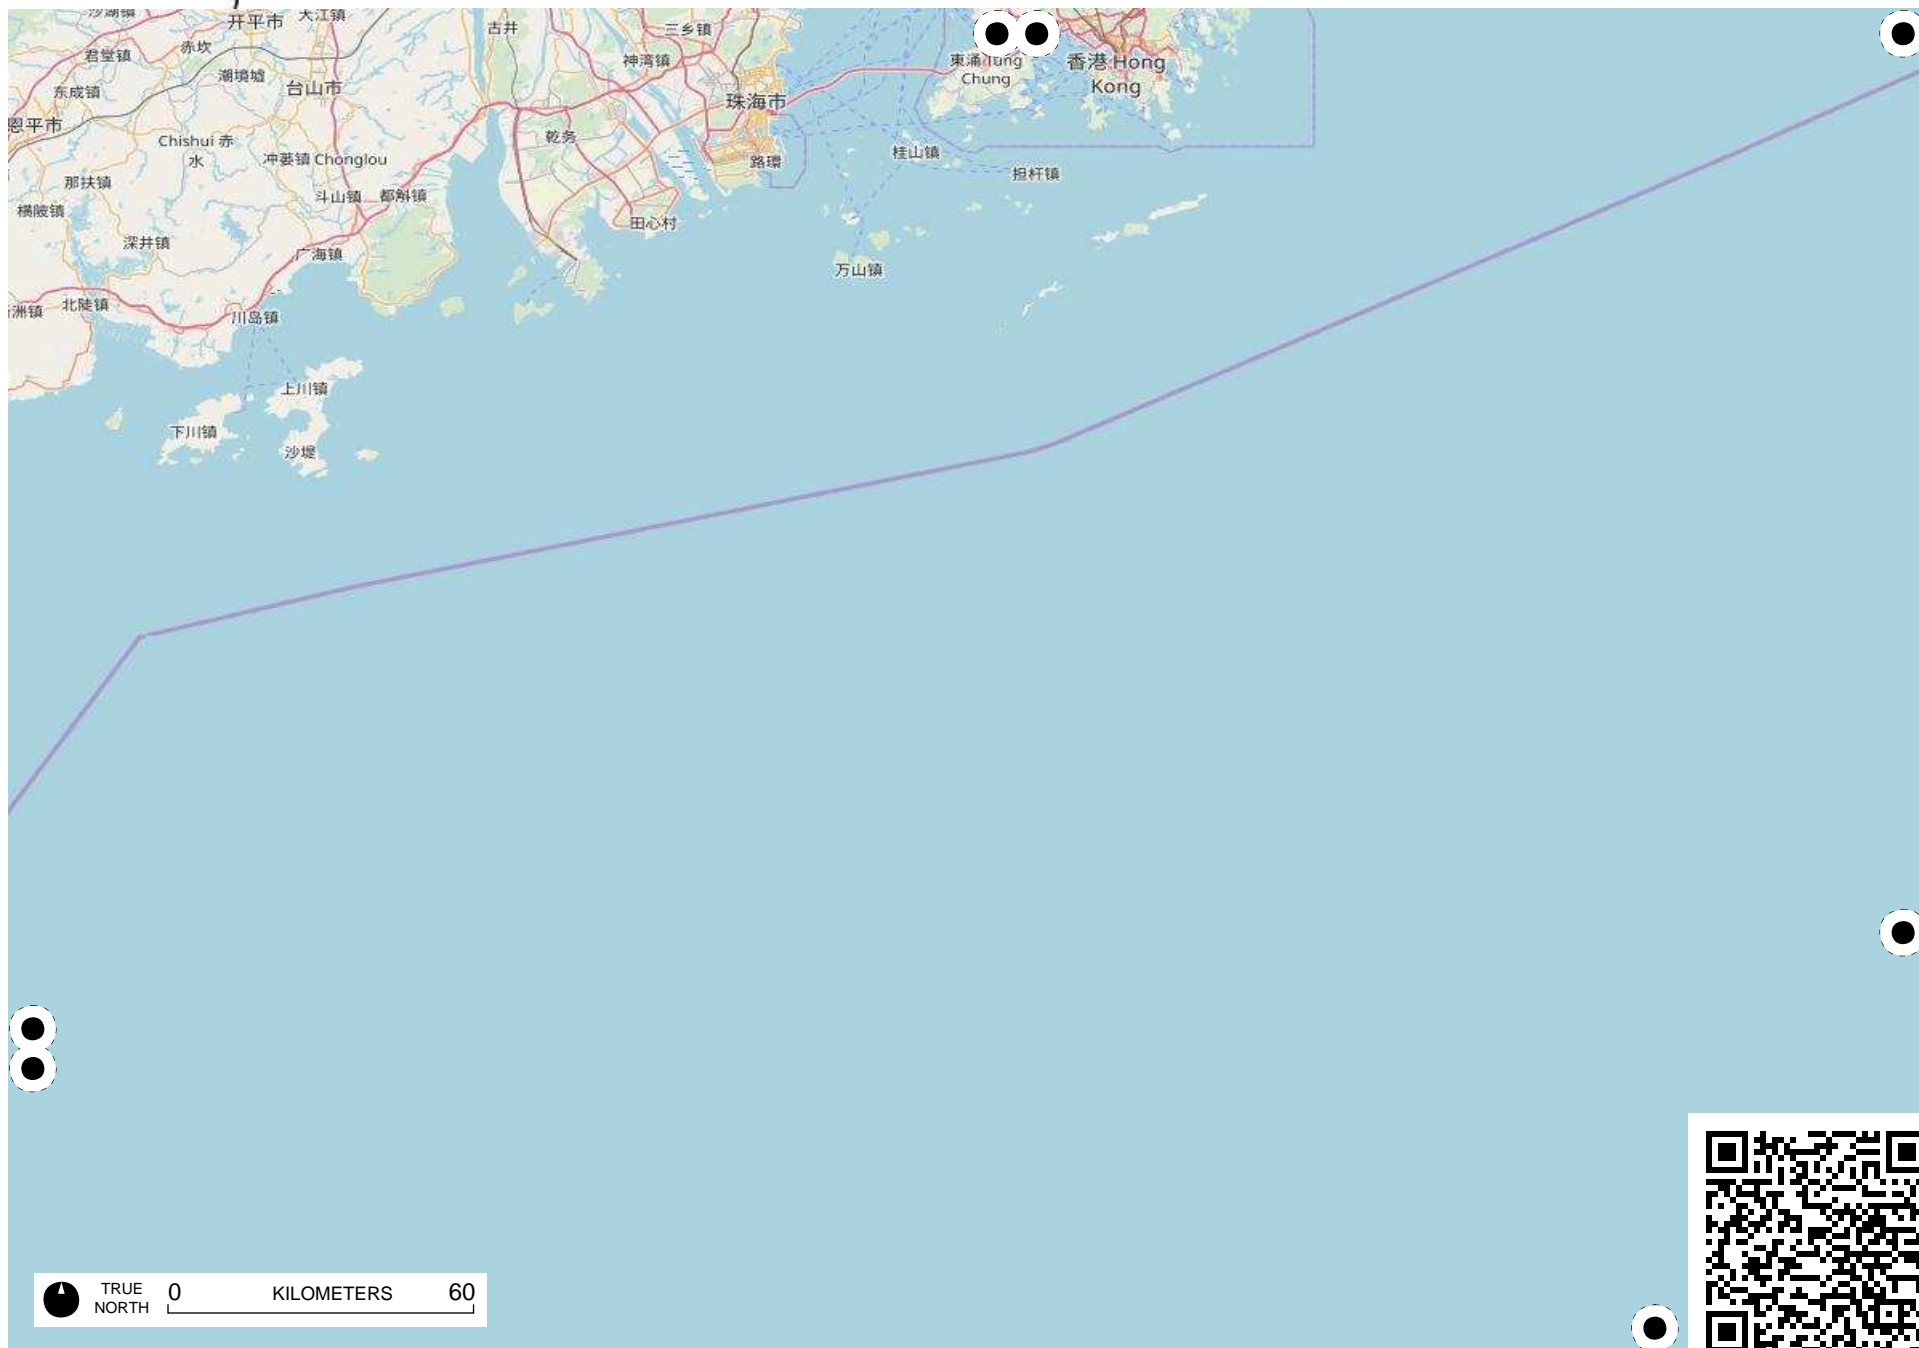 沙湖镇
开平市
大江镇
古井
三乡镇
君堂镇
赤坎
潮境墟
神湾镇
東涌 Tung
Chung
香港 Hong
Kong
东成镇
台山市
珠海市
恩平市
Chishui 赤
水
冲蒌镇 Chonglou
乾务
路環
桂山镇
担杆镇
那扶镇
斗山镇
都斛镇
横陂镇
田心村
深井镇
广海镇
万山镇
洲镇
北陡镇
川岛镇
上川镇
下川镇
沙堤
TRUE
NORTH
0
KILOMETERS
60